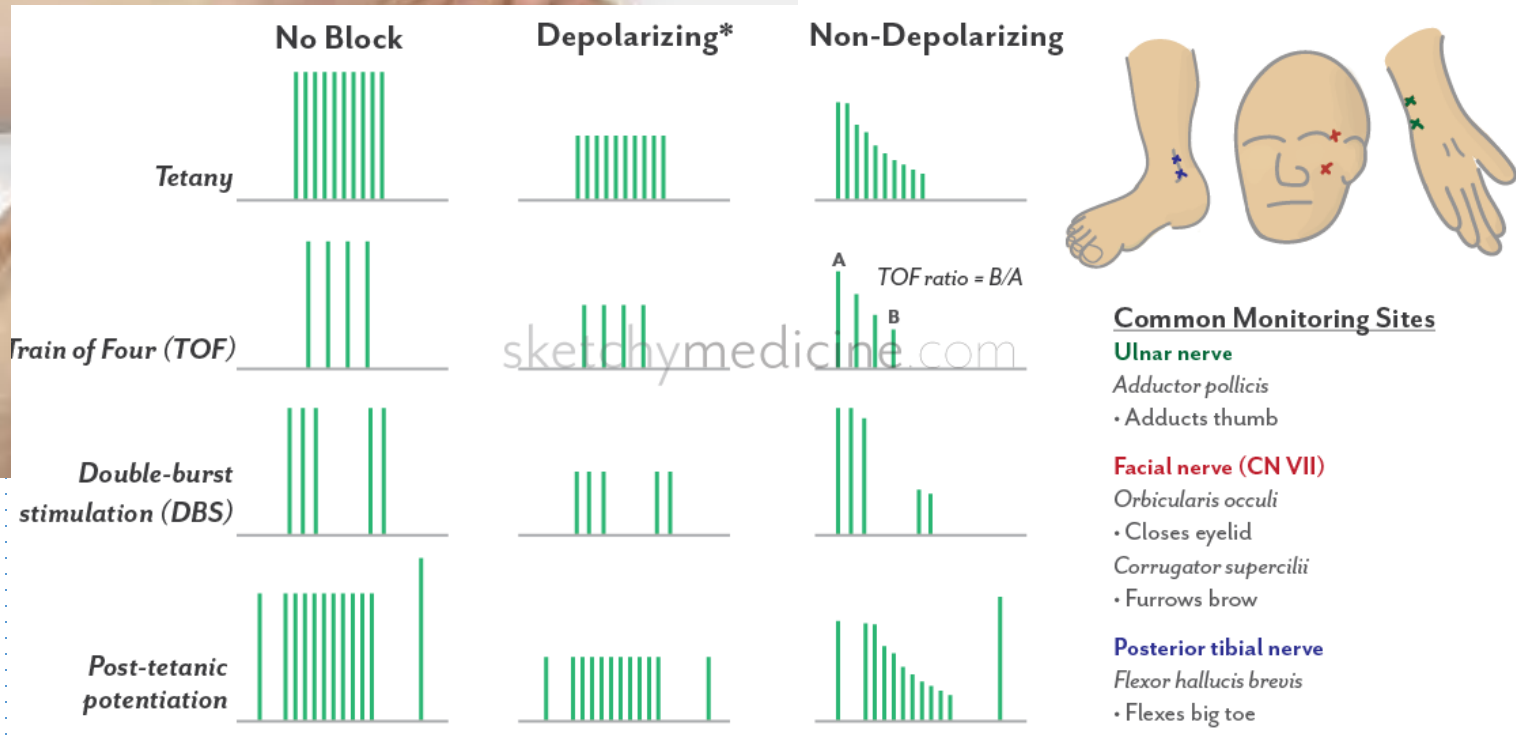 No Block
Depolarizing*
Non-Depolarizing
Tetany
Train of Four (TOF)
A
TOF ratio = B/A
B
sketchymedicine.com
Double-burst
stimulation (DBS)
Post-tetanic
potentiation
Common Monitoring Sites
Ulnar nerve
Adductor pollicis
• Adducts thumb
Facial nerve (CN VII)
Orbicularis occuli
• Closes eyelid
Corrugator supercilii
• Furrows brow
Posterior tibial nerve
Flexor hallucis brevis
• Flexes big toe